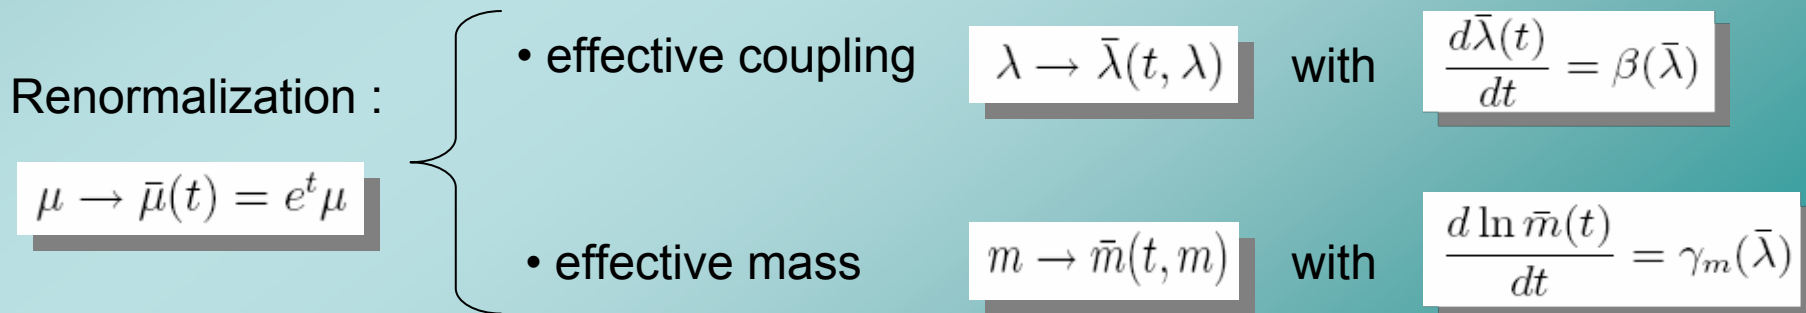 Renormalization :
μ → μ̄(t) = e^t μ
• effective coupling λ → λ̄(t, λ) with dλ̄(t)/dt = β(λ̄)
• effective mass m → m̄(t, m) with d ln m̄(t)/dt = γ_m(λ̄)